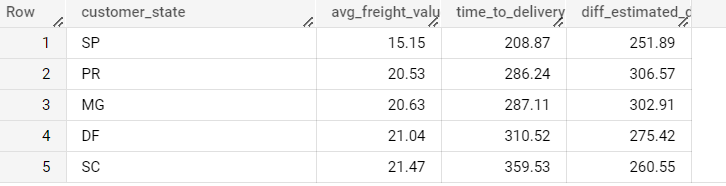 Row customer_state avg_freight_valu time_to_delivery diff_estimated_d
1 SP 15.15 208.87 251.89
2 PR 20.53 286.24 306.57
3 MG 20.63 287.11 302.91
4 DF 21.04 310.52 275.42
5 SC 21.47 359.53 260.55